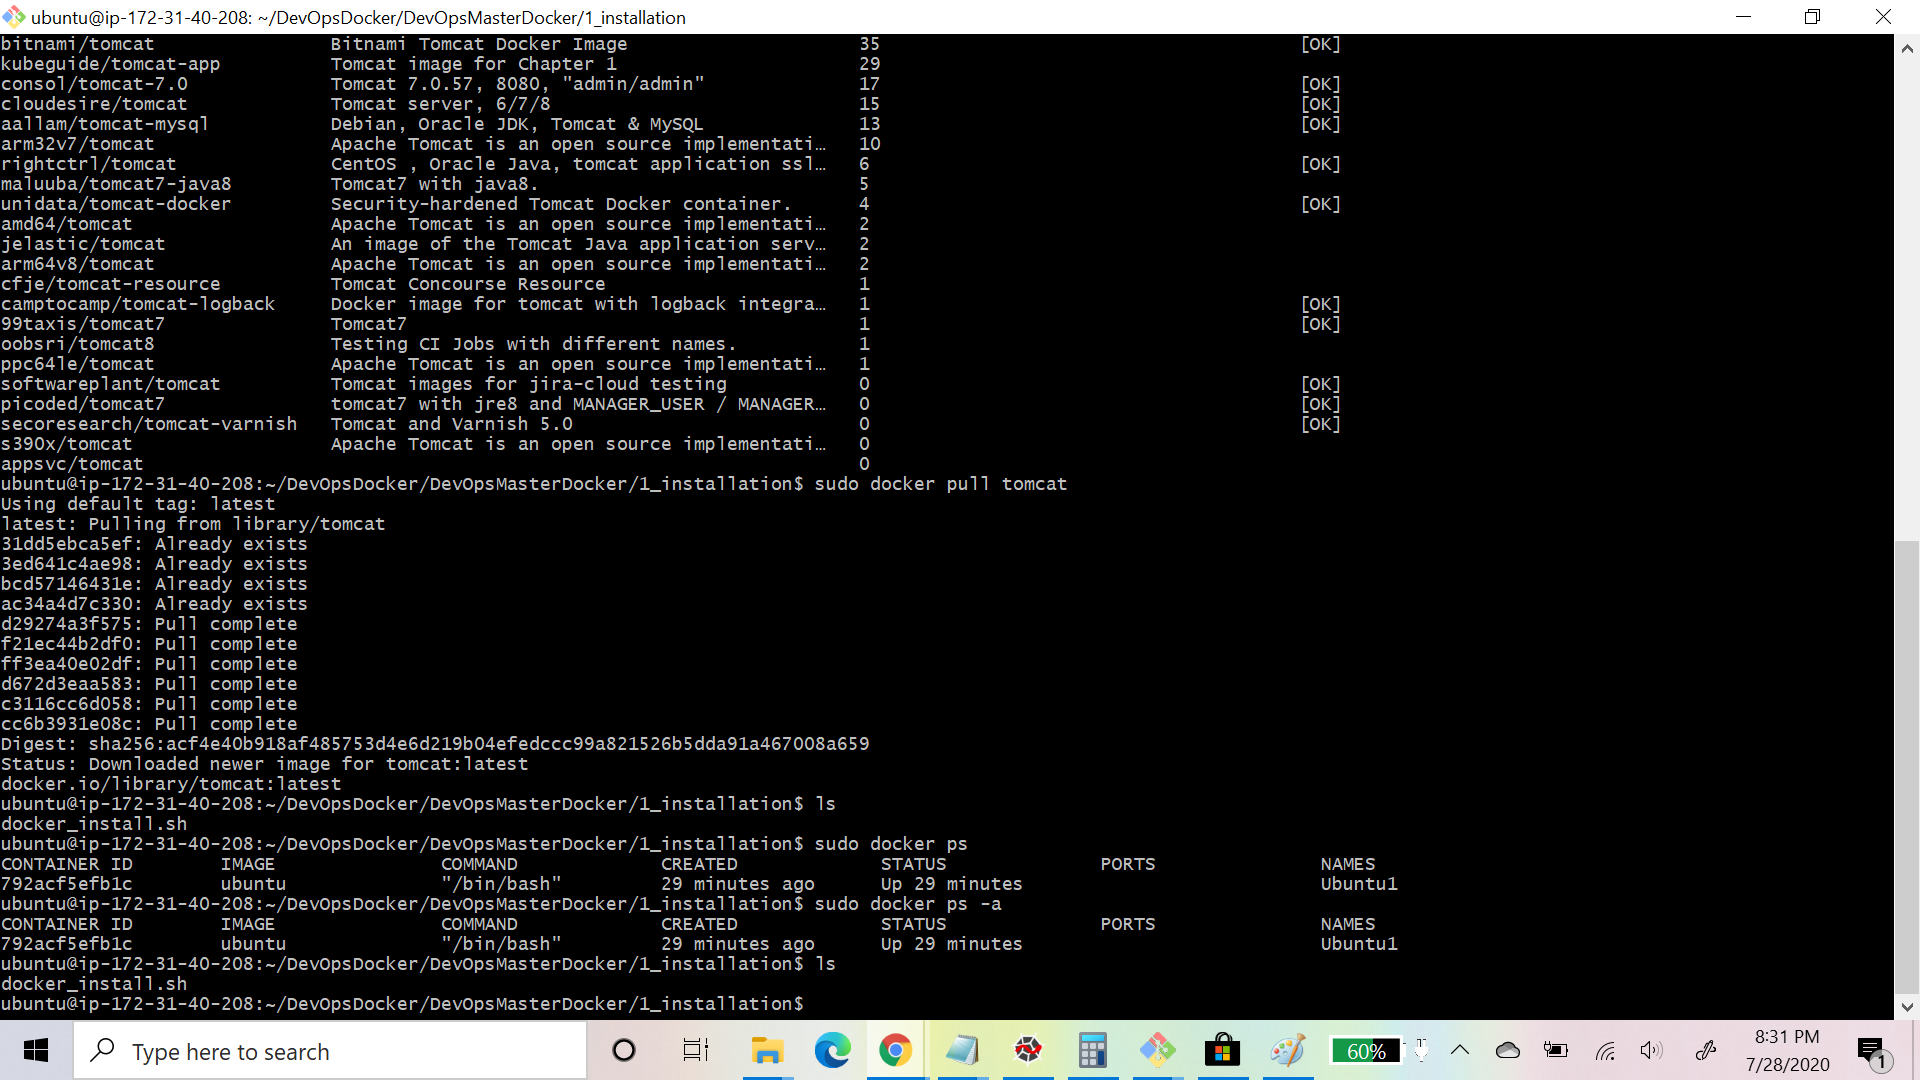 ubuntu@ip-172-31-40-208: ~/DevOpsDocker/DevOpsMasterDocker/1_installation
bitnami/tomcat Bitnami Tomcat Docker Image 35 [OK]
kubeguide/tomcat-app Tomcat image for Chapter 1 29
consol/tomcat-7.0 Tomcat 7.0.57, 8080, "admin/admin" 17 [OK]
cloudesire/tomcat Tomcat server, 6/7/8 15 [OK]
aallam/tomcat-mysql Debian, Oracle JDK, Tomcat & MySQL 13 [OK]
arm32v7/tomcat Apache Tomcat is an open source implementati… 10
rightctrl/tomcat CentOS , Oracle Java, tomcat application ssl… 6 [OK]
maluuba/tomcat7-java8 Tomcat7 with java8. 5
unidata/tomcat-docker Security-hardened Tomcat Docker container. 4 [OK]
amd64/tomcat Apache Tomcat is an open source implementati… 2
jelastic/tomcat An image of the Tomcat Java application serv… 2
arm64v8/tomcat Apache Tomcat is an open source implementati… 2
cfje/tomcat-resource Tomcat Concourse Resource 1
camptocamp/tomcat-logback Docker image for tomcat with logback integra… 1 [OK]
99taxis/tomcat7 Tomcat7 1 [OK]
oobsri/tomcat8 Testing CI Jobs with different names. 1
ppc64le/tomcat Apache Tomcat is an open source implementati… 1
softwareplant/tomcat Tomcat images for jira-cloud testing 0 [OK]
picoded/tomcat7 tomcat7 with jre8 and MANAGER_USER / MANAGER… 0 [OK]
secoresearch/tomcat-varnish Tomcat and Varnish 5.0 0 [OK]
s390x/tomcat Apache Tomcat is an open source implementati… 0
appsvc/tomcat 0
ubuntu@ip-172-31-40-208:~/DevOpsDocker/DevOpsMasterDocker/1_installation$ sudo docker pull tomcat
Using default tag: latest
latest: Pulling from library/tomcat
31dd5ebca5ef: Already exists
3ed641c4ae98: Already exists
bcd57146431e: Already exists
ac34a4d7c330: Already exists
d29274a3f575: Pull complete
f21ec44b2df0: Pull complete
ff3ea40e02df: Pull complete
d672d3eaa583: Pull complete
c3116cc6d058: Pull complete
cc6b3931e08c: Pull complete
Digest: sha256:acf4e40b918af485753d4e6d219b04efedccc99a821526b5dda91a467008a659
Status: Downloaded newer image for tomcat:latest
docker.io/library/tomcat:latest
ubuntu@ip-172-31-40-208:~/DevOpsDocker/DevOpsMasterDocker/1_installation$ ls
docker_install.sh
ubuntu@ip-172-31-40-208:~/DevOpsDocker/DevOpsMasterDocker/1_installation$ sudo docker ps
CONTAINER ID IMAGE COMMAND CREATED STATUS PORTS NAMES
792acf5efb1c ubuntu "/bin/bash" 29 minutes ago Up 29 minutes Ubuntu1
ubuntu@ip-172-31-40-208:~/DevOpsDocker/DevOpsMasterDocker/1_installation$ sudo docker ps -a
CONTAINER ID IMAGE COMMAND CREATED STATUS PORTS NAMES
792acf5efb1c ubuntu "/bin/bash" 29 minutes ago Up 29 minutes Ubuntu1
ubuntu@ip-172-31-40-208:~/DevOpsDocker/DevOpsMasterDocker/1_installation$ ls
docker_install.sh
ubuntu@ip-172-31-40-208:~/DevOpsDocker/DevOpsMasterDocker/1_installation$
Type here to search
60%
8:31 PM
7/28/2020
1